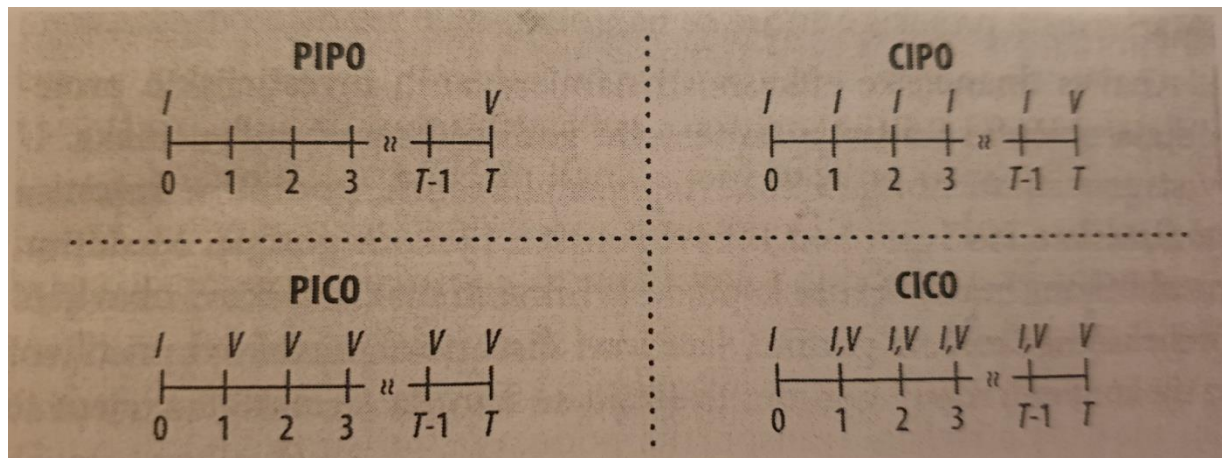 PIPO
I V
0 1 2 3 ≈ T-1 T
CIPO
I I I I I V
0 1 2 3 ≈ T-1 T
PICO
I V V V V V
0 1 2 3 ≈ T-1 T
CICO
I I,V I,V I,V I,V V
0 1 2 3 ≈ T-1 T